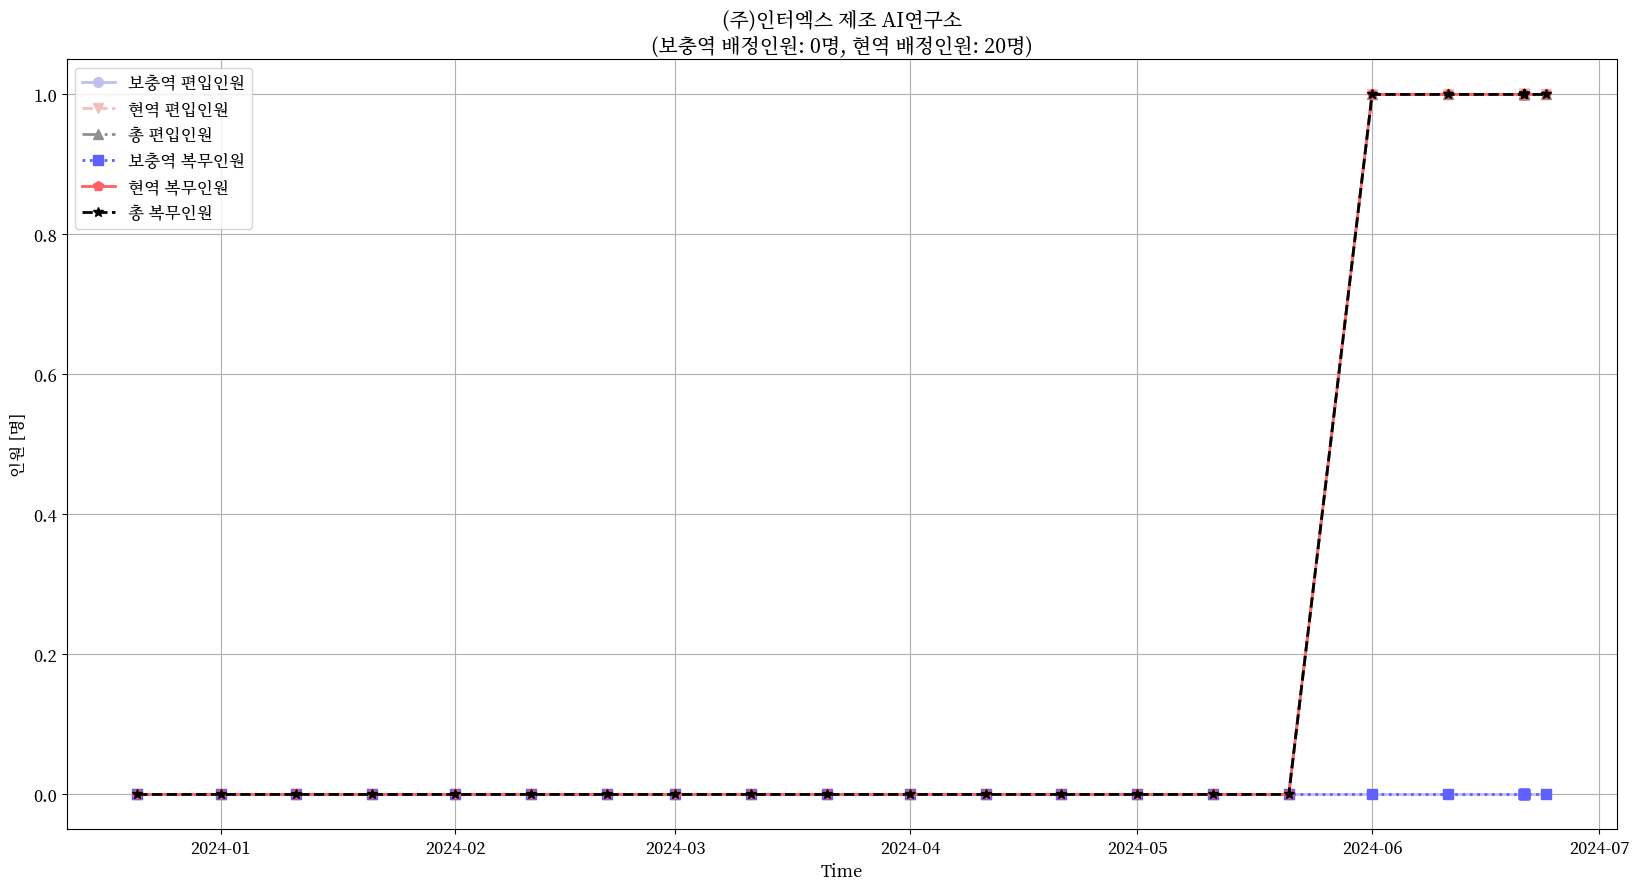 (주)인터엑스 제조 AI연구소
(보충역 배정인원: 0명, 현역 배정인원: 20명)
보충역 편입인원
현역 편입인원
총 편입인원
보충역 복무인원
현역 복무인원
총 복무인원
1.0
0.8
0.6
0.4
0.2
0.0
인원 [명]
2024-01
2024-02
2024-03
2024-04
2024-05
2024-06
2024-07
Time